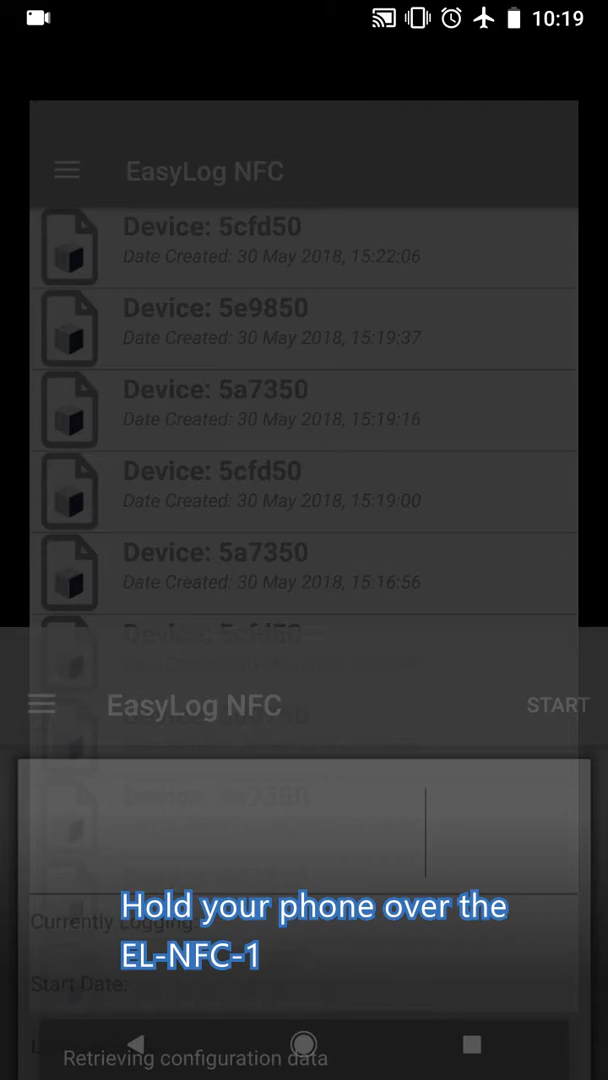 10:19
EasyLog NFC
Device: 5cfd50
Date Created: 30 May 2018, 15:22:06
Device: 5e9850
Date Created: 30 May 2018, 15:19:37
Device: 5a7350
Date Created: 30 May 2018, 15:19:16
Device: 5cfd50
Date Created: 30 May 2018, 15:19:00
Device: 5a7350
Date Created: 30 May 2018, 15:16:56
Device: 5cfd50
EasyLog NFC
START
Hold your phone over the
Currently Logging:
EL-NFC-1
Start Date:
Retrieving configuration data